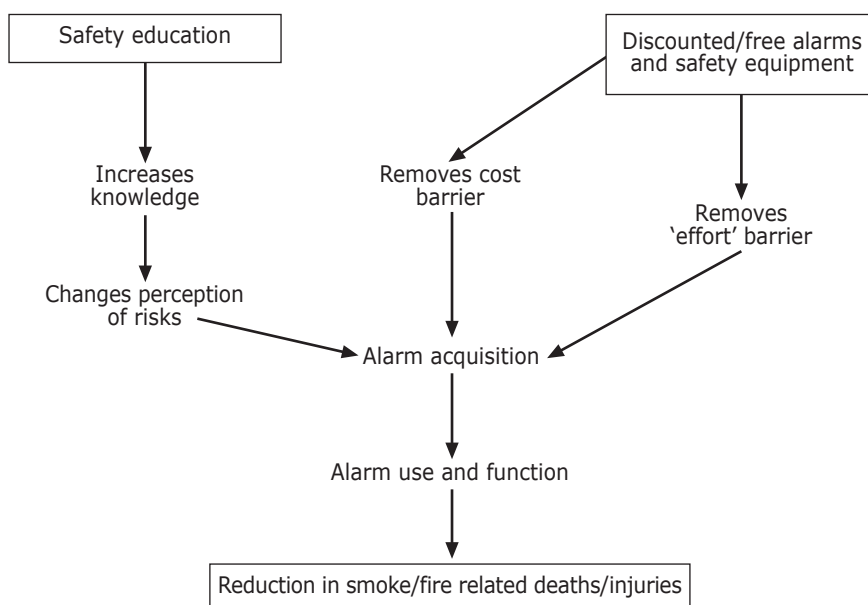 Safety education
Discounted/free alarms
and safety equipment
Increases
knowledge
Removes cost
barrier
Removes
‘effort’ barrier
Changes perception
of risks
Alarm acquisition
Alarm use and function
Reduction in smoke/fire related deaths/injuries